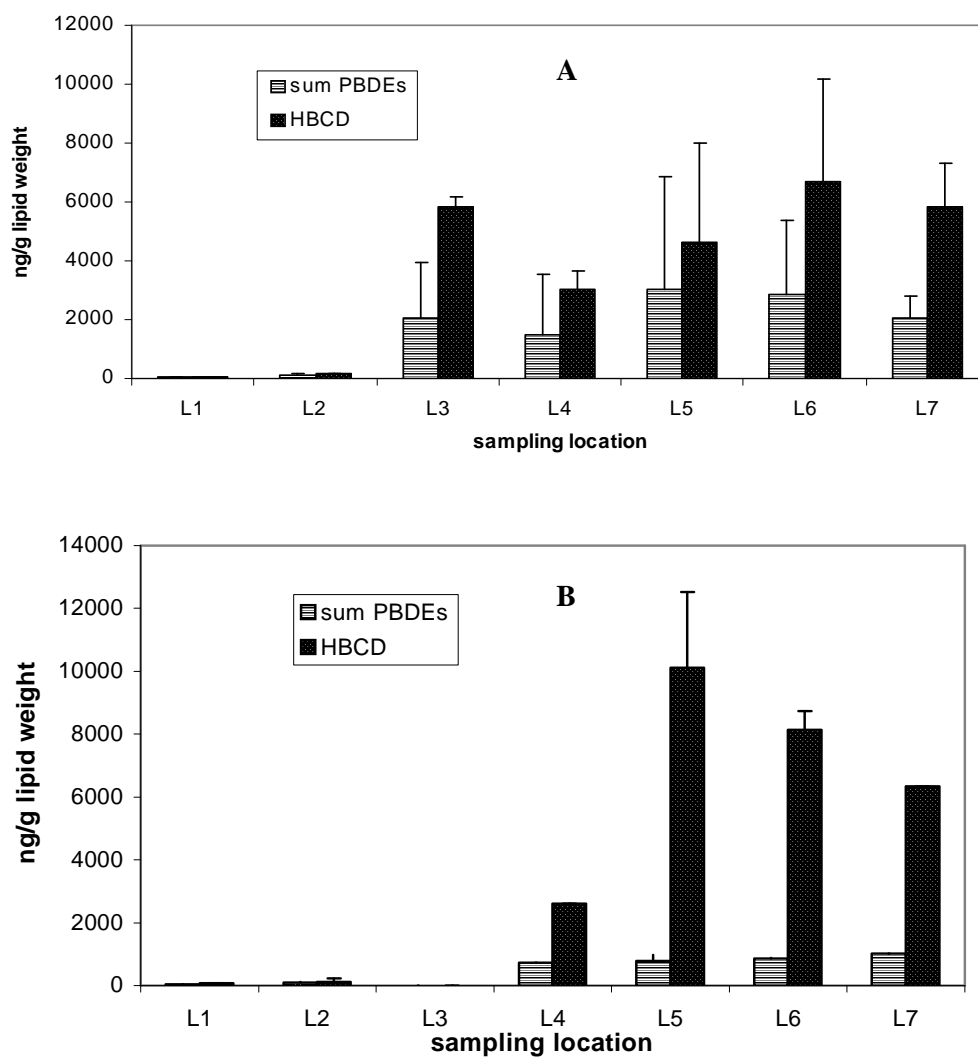 12000
10000
8000
6000
4000
2000
0
ng/g lipid weight
A
sum PBDEs
HBCD
L1 L2 L3 L4 L5 L6 L7
sampling location
14000
12000
10000
8000
6000
4000
2000
0
ng/g lipid weight
B
sum PBDEs
HBCD
L1 L2 L3 L4 L5 L6 L7
sampling location